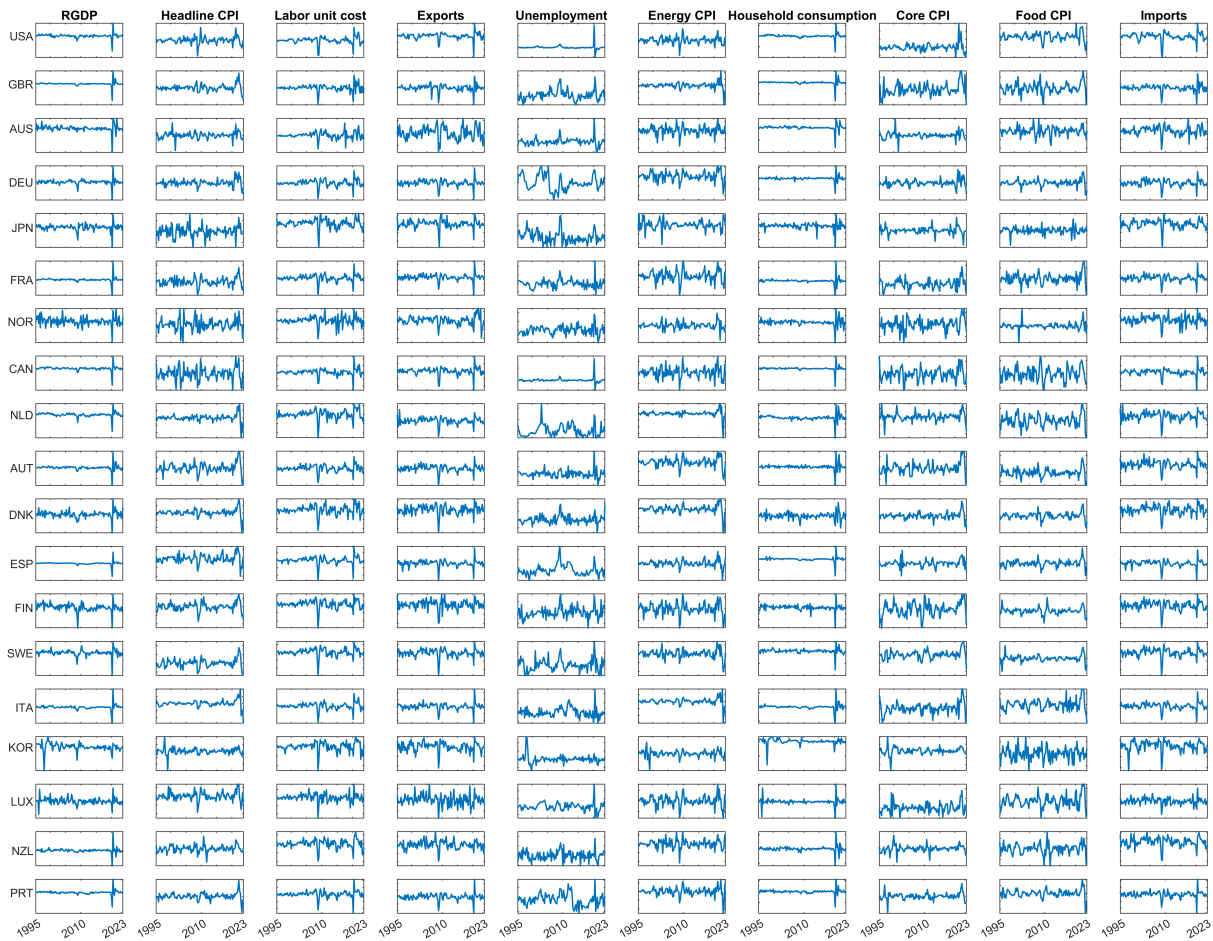 RGDP Headline CPI Labor unit cost Exports Unemployment Energy CPI Household consumption Core CPI Food CPI Imports
USA
GBR
AUS
DEU
JPN
FRA
NOR
CAN
NLD
AUT
DNK
ESP
FIN
SWE
ITA
KOR
LUX
NZL
PRT
1995 2010 2023 1995 2010 2023 1995 2010 2023 1995 2010 2023 1995 2010 2023 1995 2010 2023 1995 2010 2023 1995 2010 2023 1995 2010 2023 1995 2010 2023